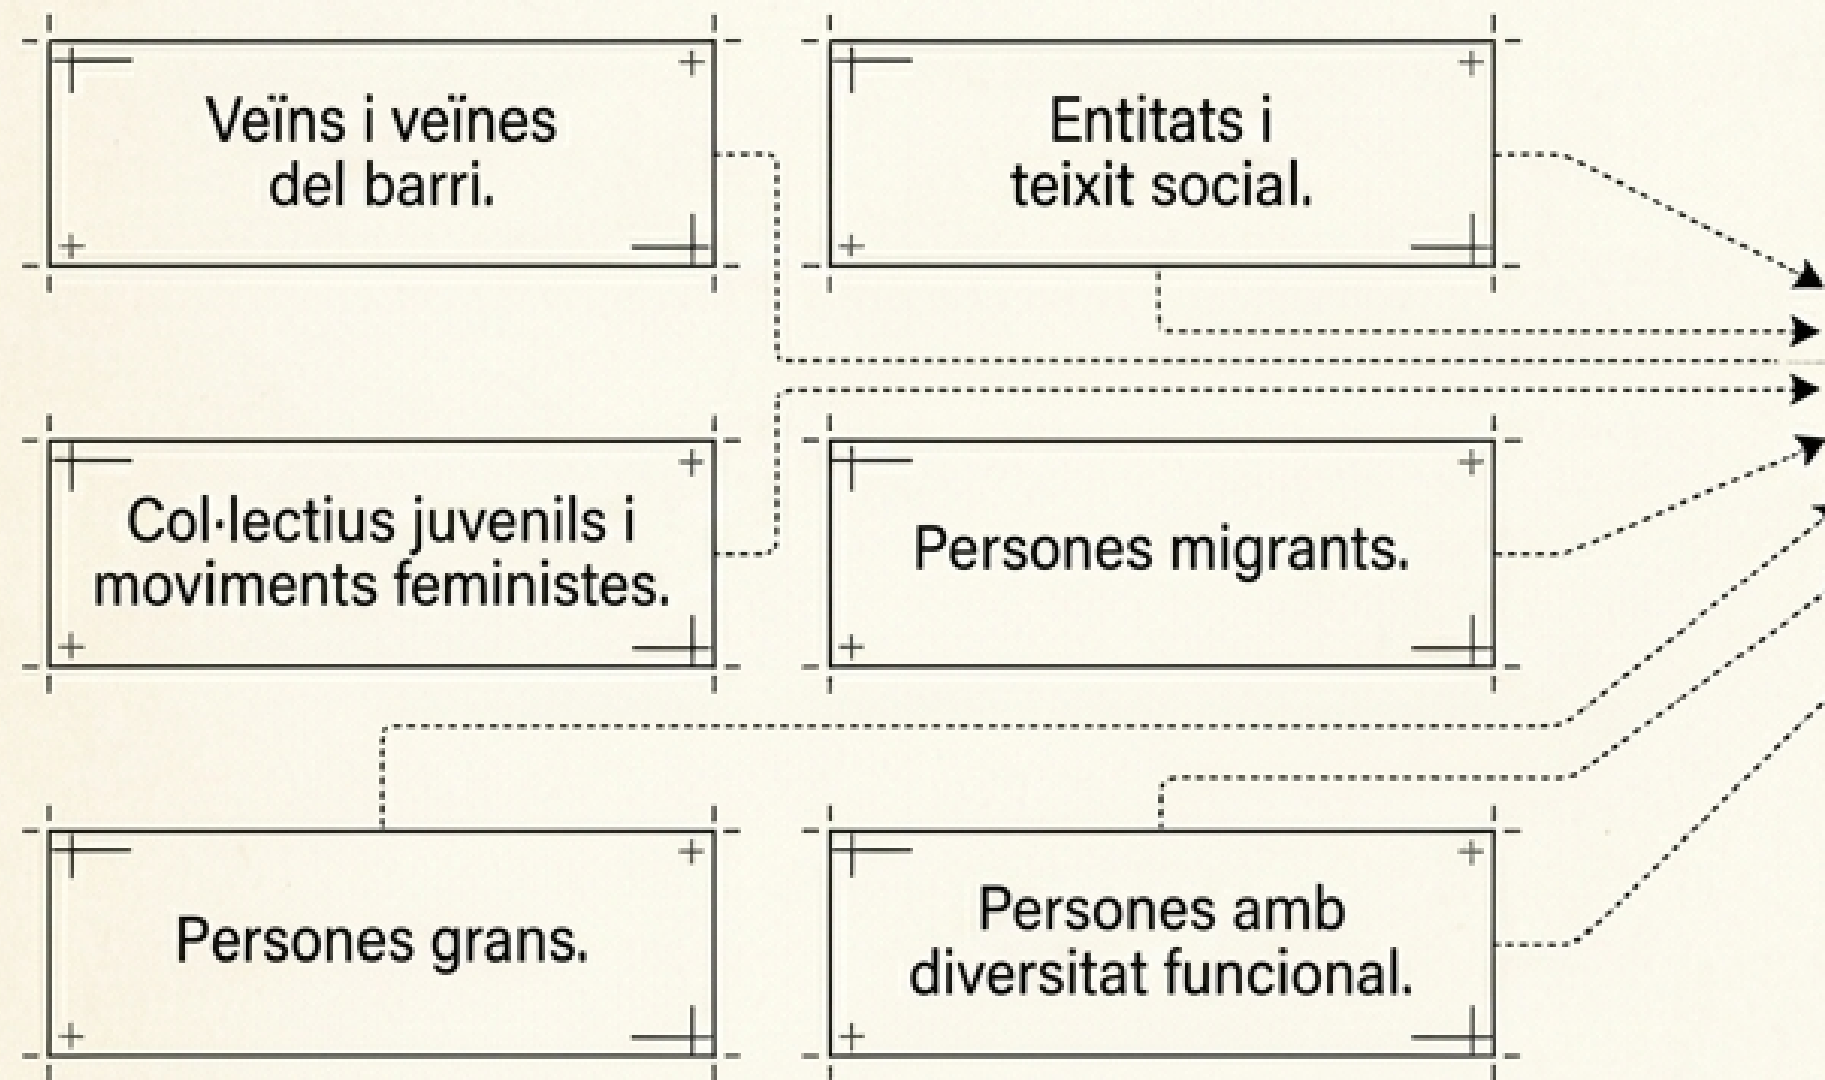 Veïns i veïnes
del barri.
Entitats i
teixit social.
Col·lectius juvenils i
moviments feministes.
Persones migrants.
Persones grans.
Persones amb
diversitat funcional.